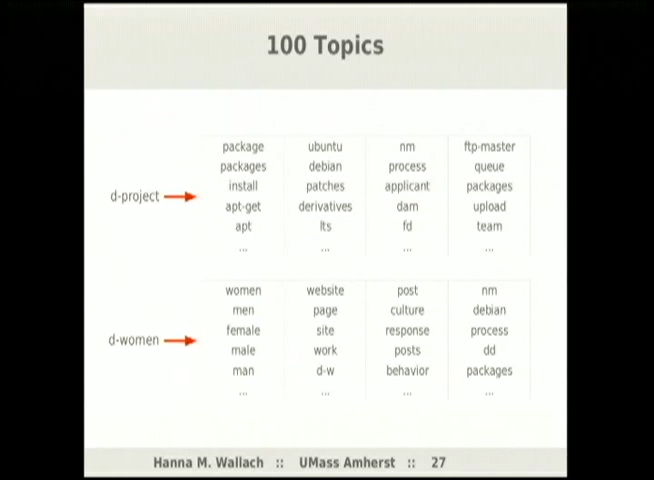 100 Topics
package ubuntu nm ftp-master
packages debian process queue
install patches applicant packages
d-project
apt-get derivatives dam upload
apt lts fd team
... ... ... ...
women website post nm
men page culture debian
female site response process
d-women
male work posts dd
man d-w behavior packages
... ... ... ...
Hanna M. Wallach :: UMass Amherst :: 27